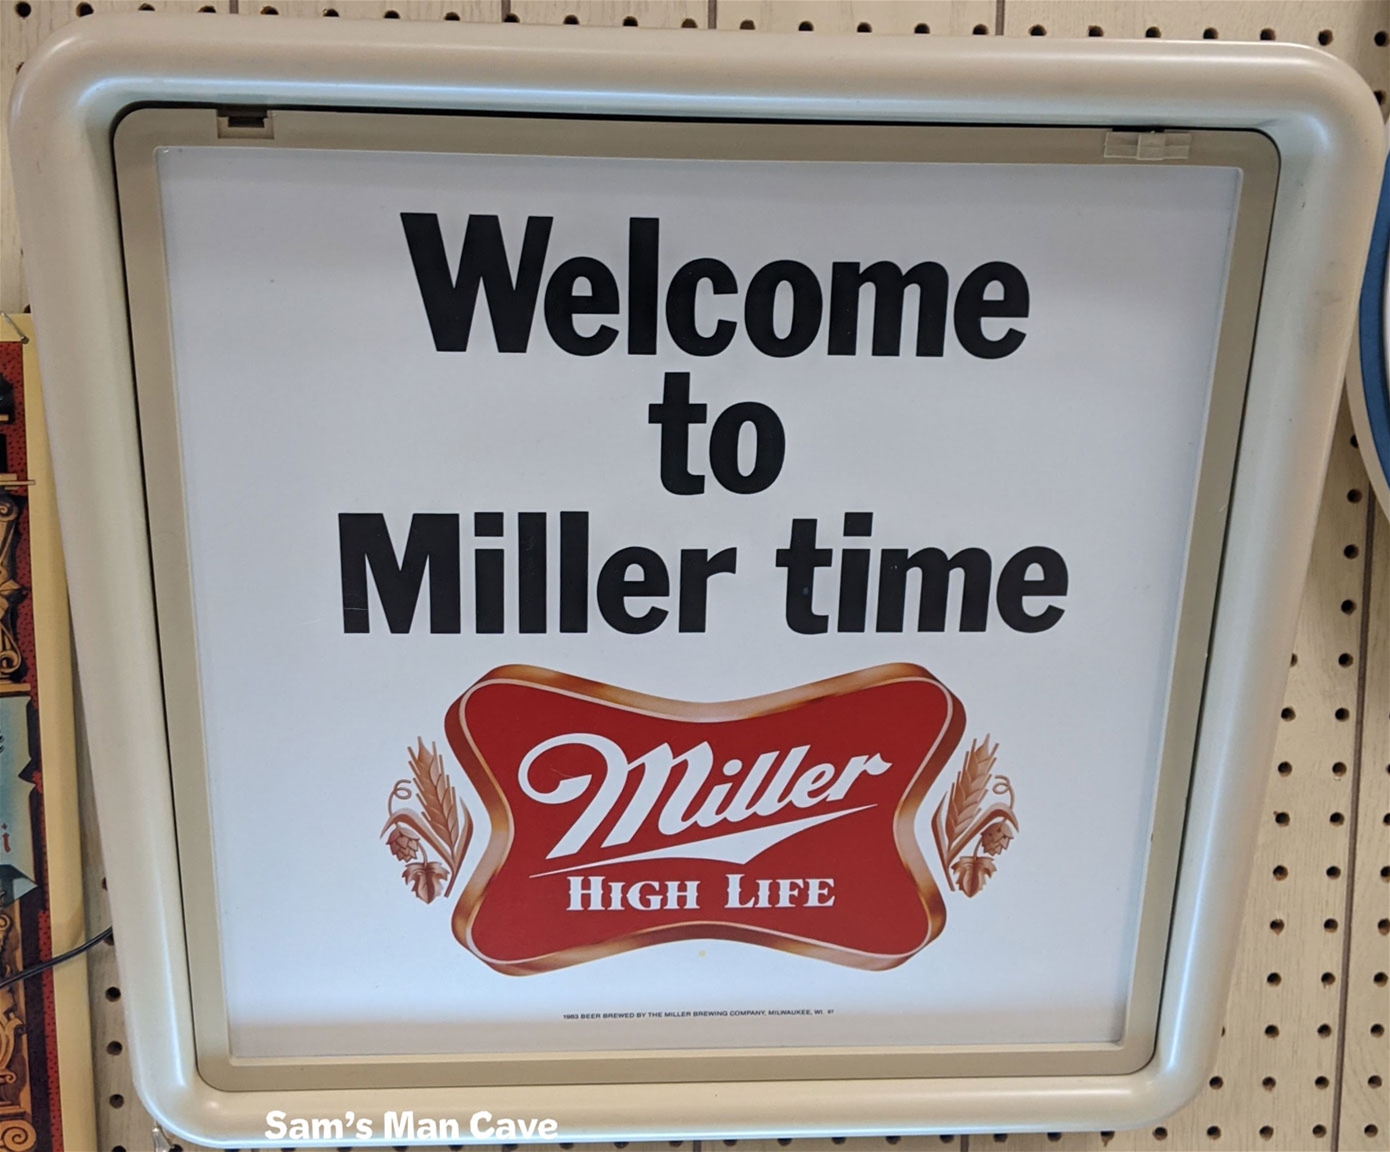 Welcome
to
Miller time
Miller
HIGH LIFE
1983 BEER BREWED BY THE MILLER BREWING COMPANY, MILWAUKEE, WI.
Sam's Man Cave